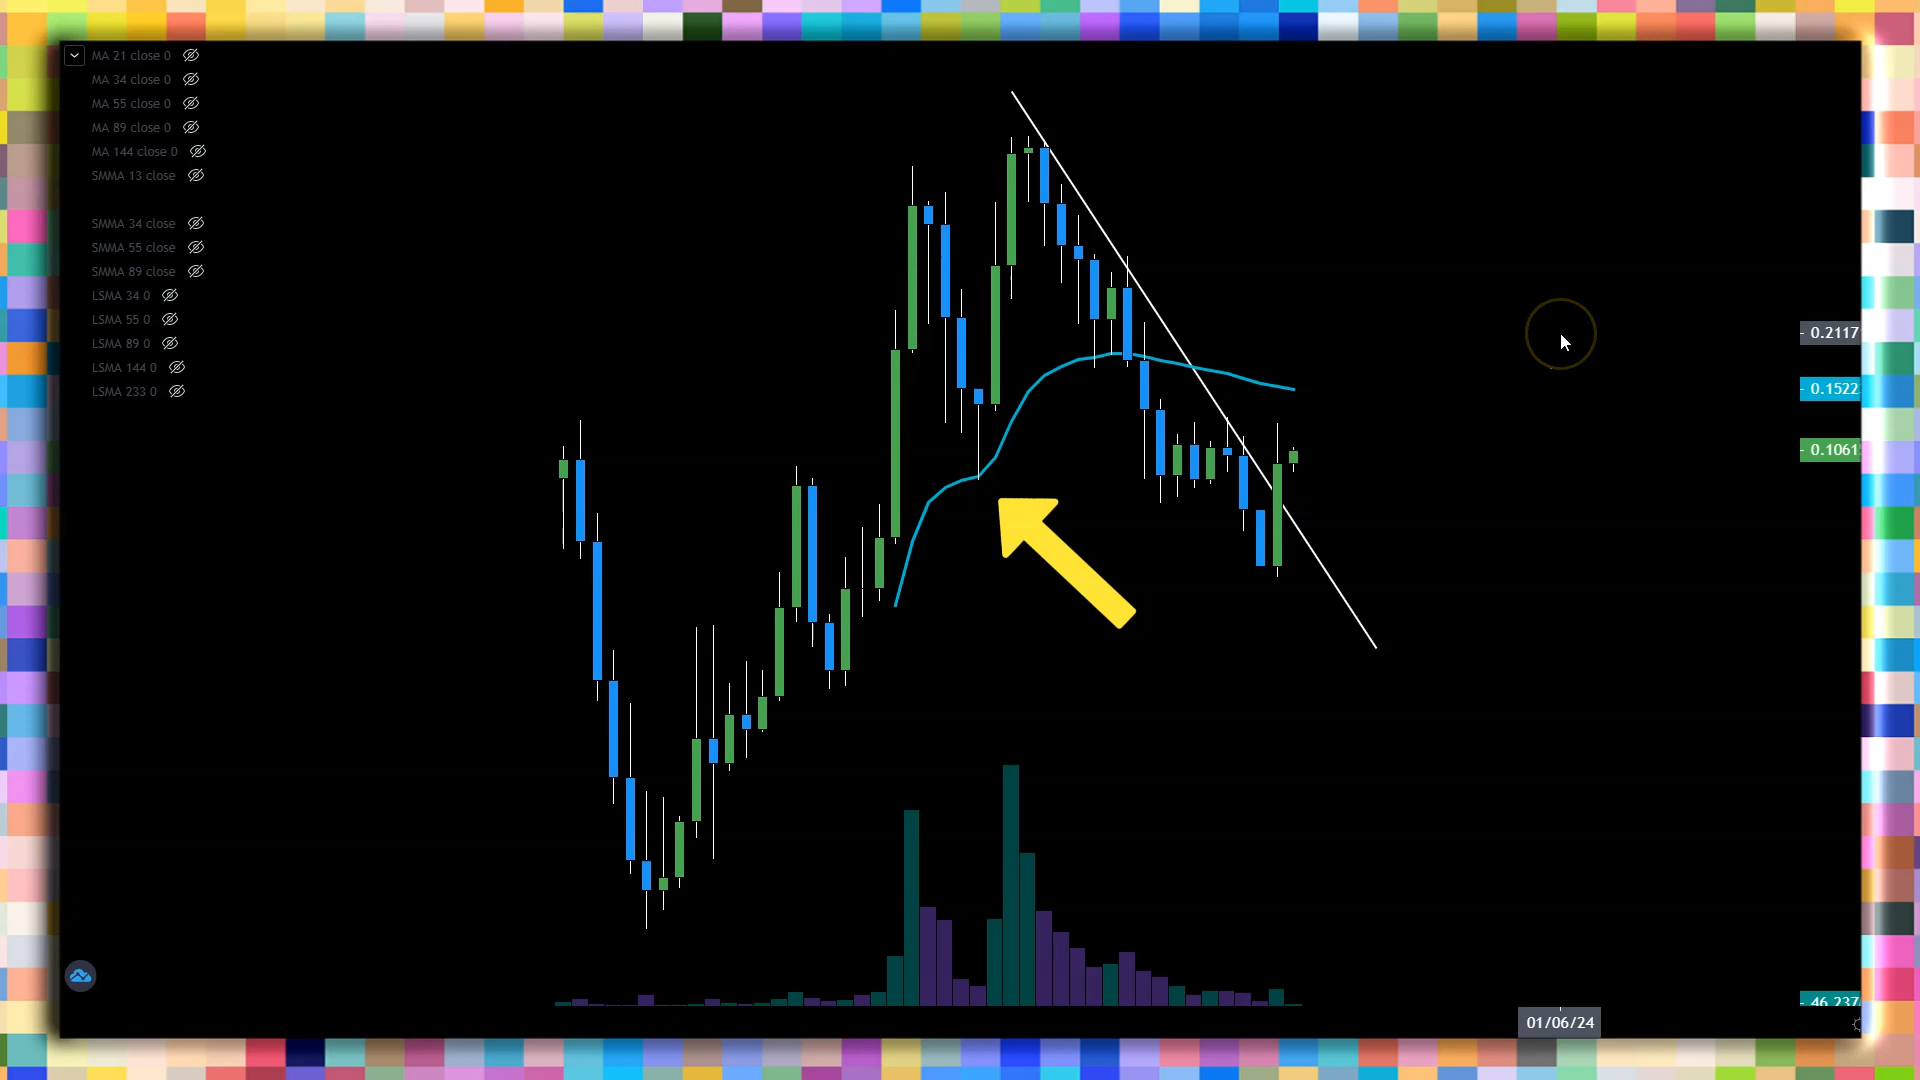 MA 21 close 0
MA 34 close 0
MA 55 close 0
MA 89 close 0
MA 144 close 0
SMMA 13 close
SMMA 34 close
SMMA 55 close
SMMA 89 close
LSMA 34 0
LSMA 55 0
LSMA 89 0
LSMA 144 0
LSMA 233 0
0.2117
0.1522
0.1061
46.237
01/06/24